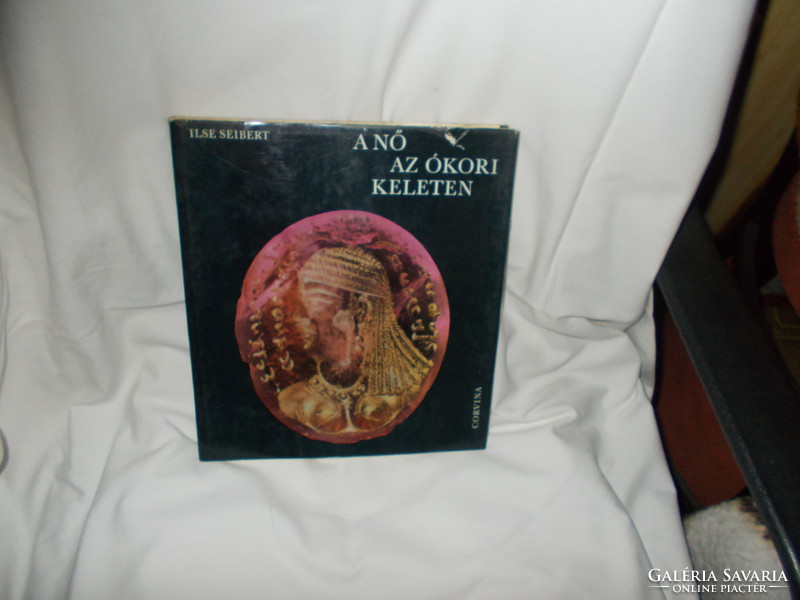 ILSE SEIBERT
A NŐ
AZ ÓKORI
KELETEN
CORVINA
GALÉRIA SAVARIA
ONLINE PIACTÉR